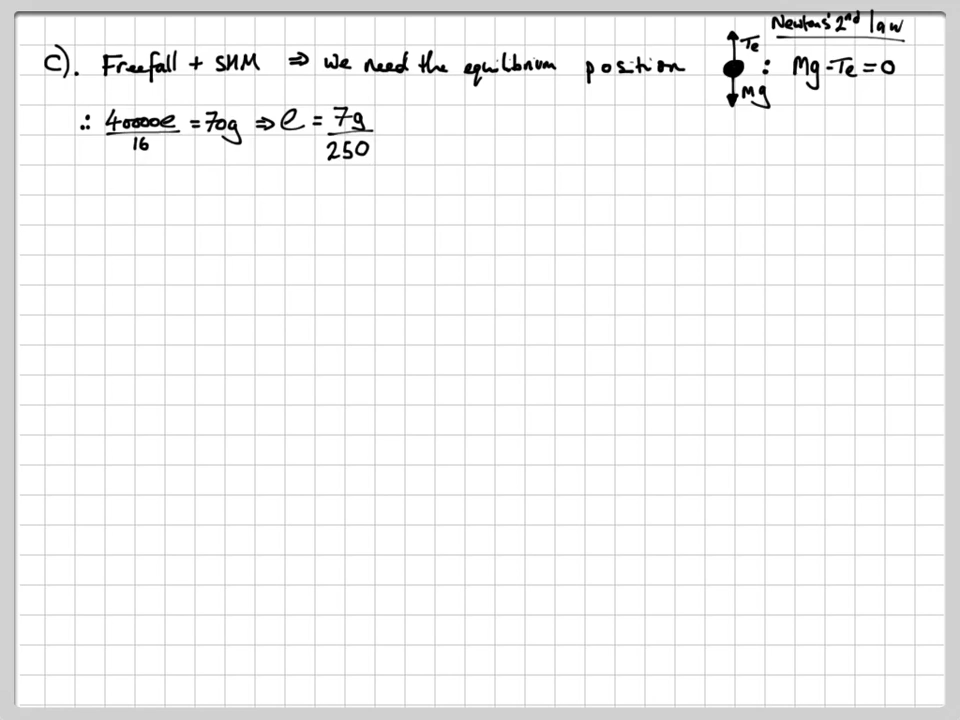 Newtons' 2nd law
C). Freefall + SHM ⇒ we need the equilibrium position Te Mg : Mg - Te = 0
∴ 40000e/16 = 70g ⇒ e = 7g/250